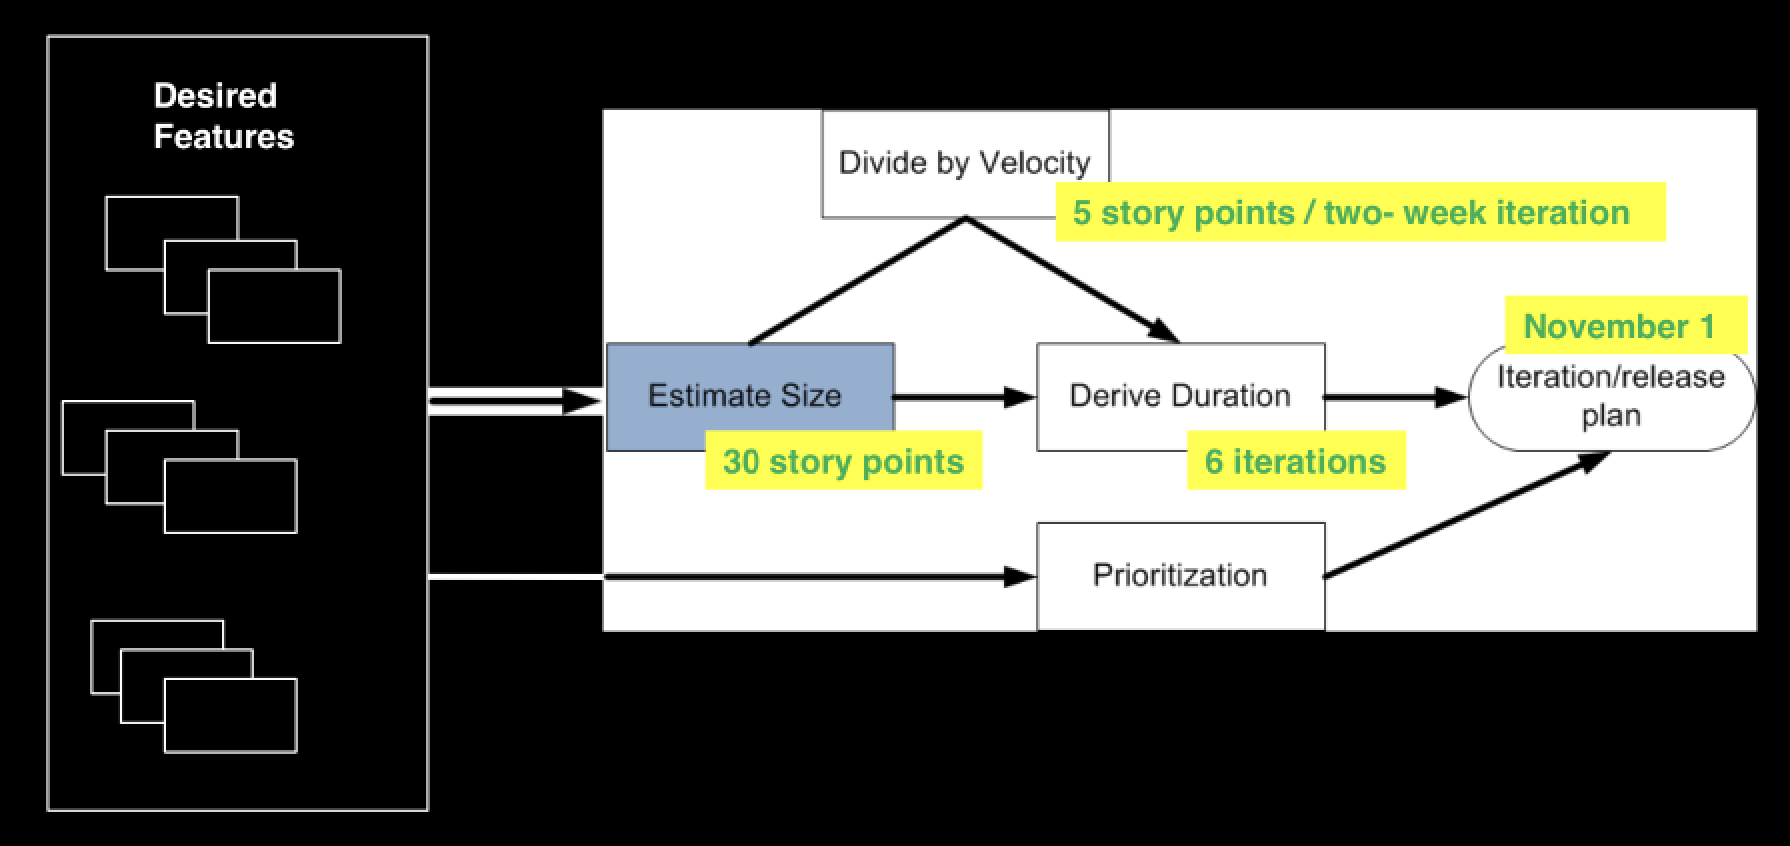 Desired
Features
Divide by Velocity
5 story points / two- week iteration
November 1
Estimate Size
Derive Duration
Iteration/release
plan
30 story points
6 iterations
Prioritization